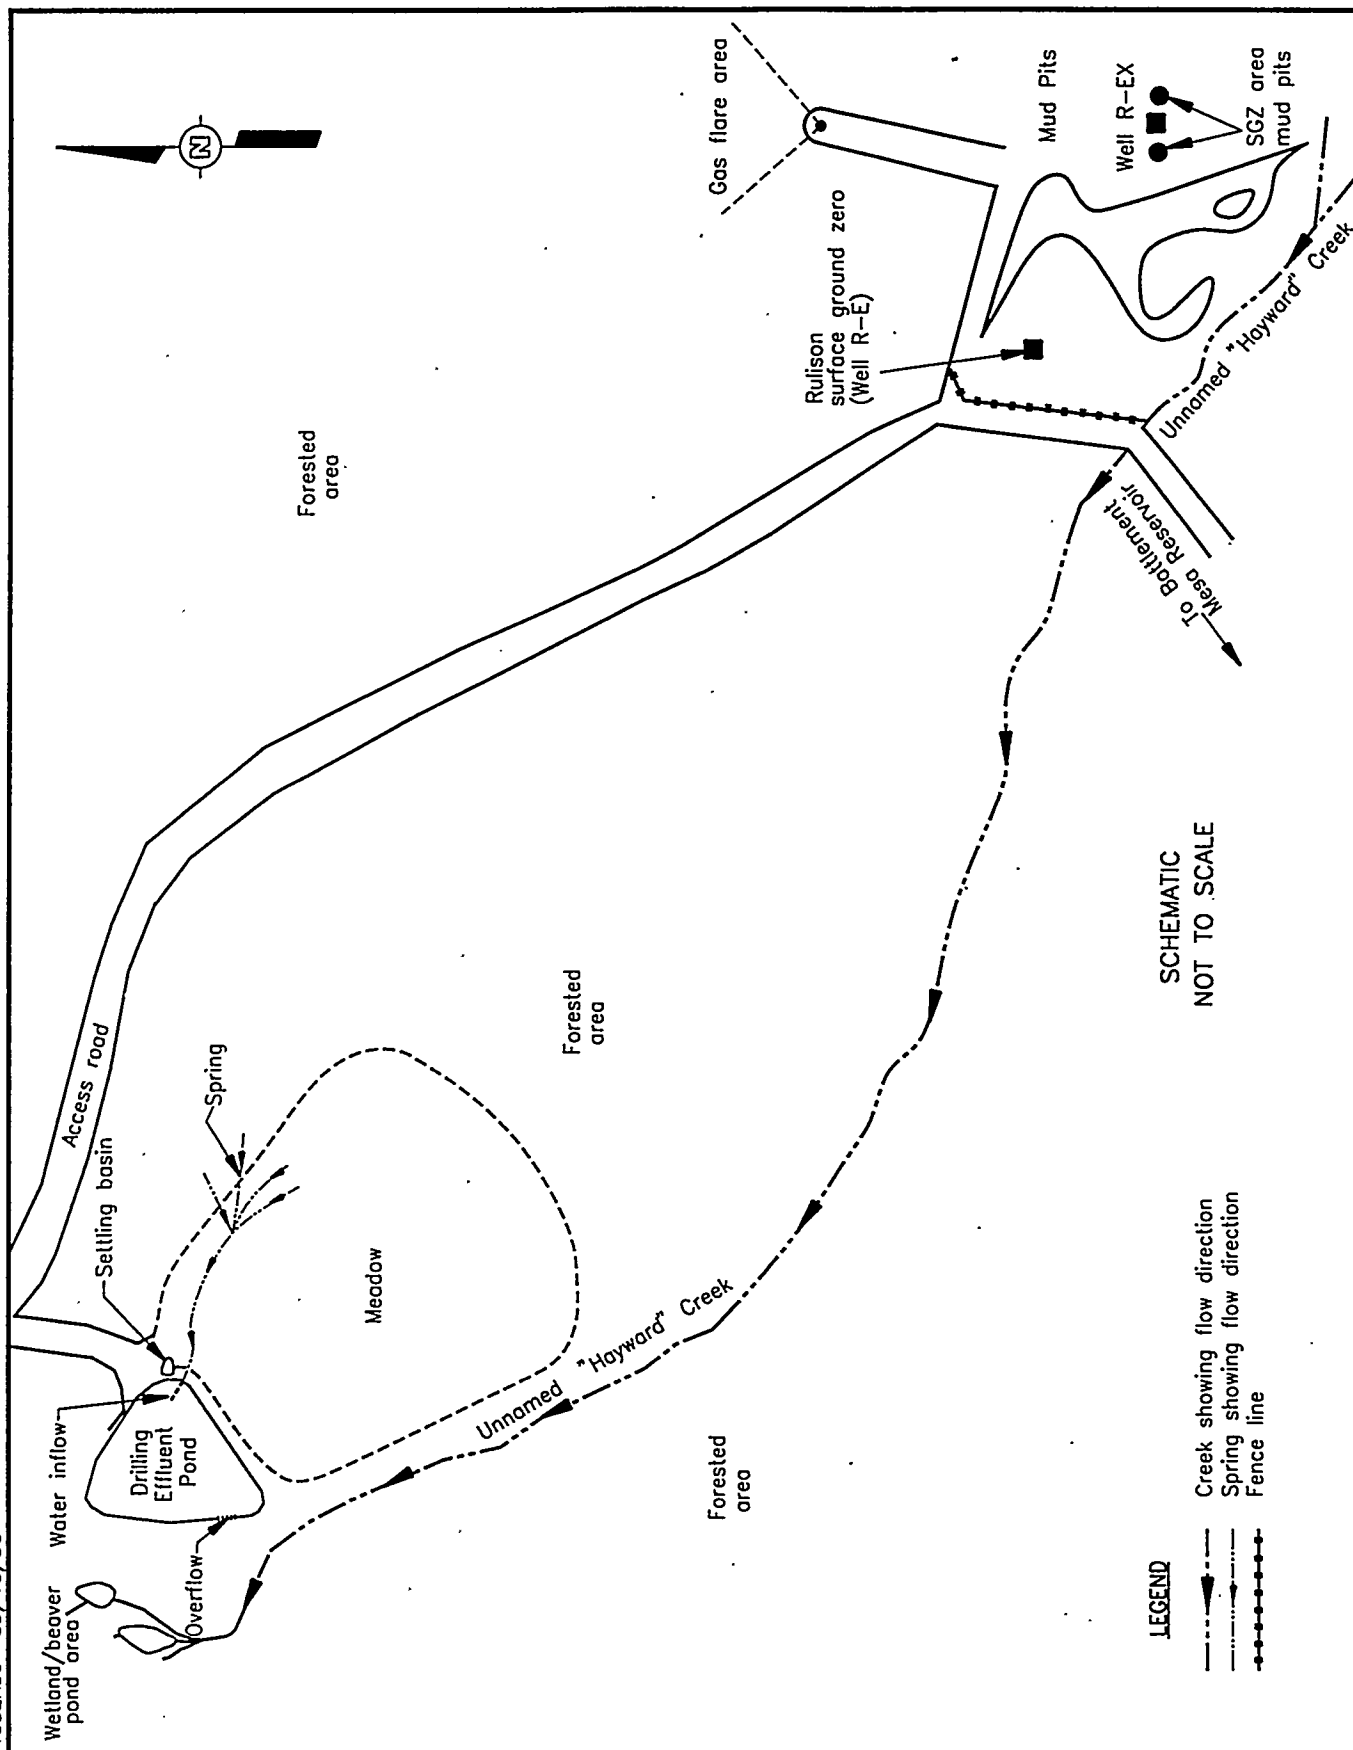 Wetland/beaver
pond area
Water inflow
Settling basin
Access road
Spring
Drilling
Effluent
Pond
Overflow
Meadow
Unnamed "Hayward" Creek
Forested
area
Forested
area
Forested
area
N
Gas flare area
Rulison
surface ground zero
(Well R-E)
Mud Pits
Well R-EX
SGZ area
mud pits
Unnamed "Hayward" Creek
To Battlement
Mesa Reservoir
SCHEMATIC
NOT TO SCALE
LEGEND
Creek showing flow direction
Spring showing flow direction
Fence line